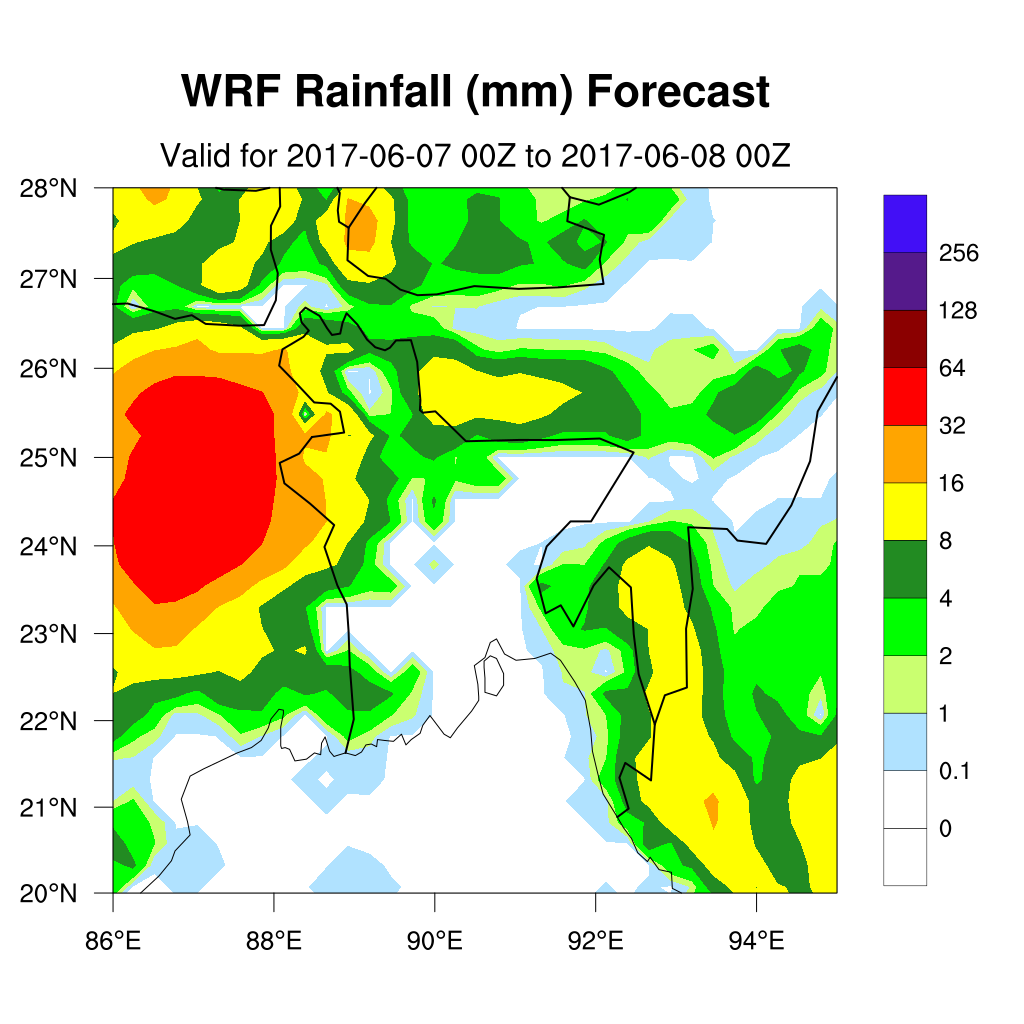 WRF Rainfall (mm) Forecast
Valid for 2017-06-07 00Z to 2017-06-08 00Z
28°N
27°N
26°N
25°N
24°N
23°N
22°N
21°N
20°N
86°E 88°E 90°E 92°E 94°E
256
128
64
32
16
8
4
2
1
0.1
0